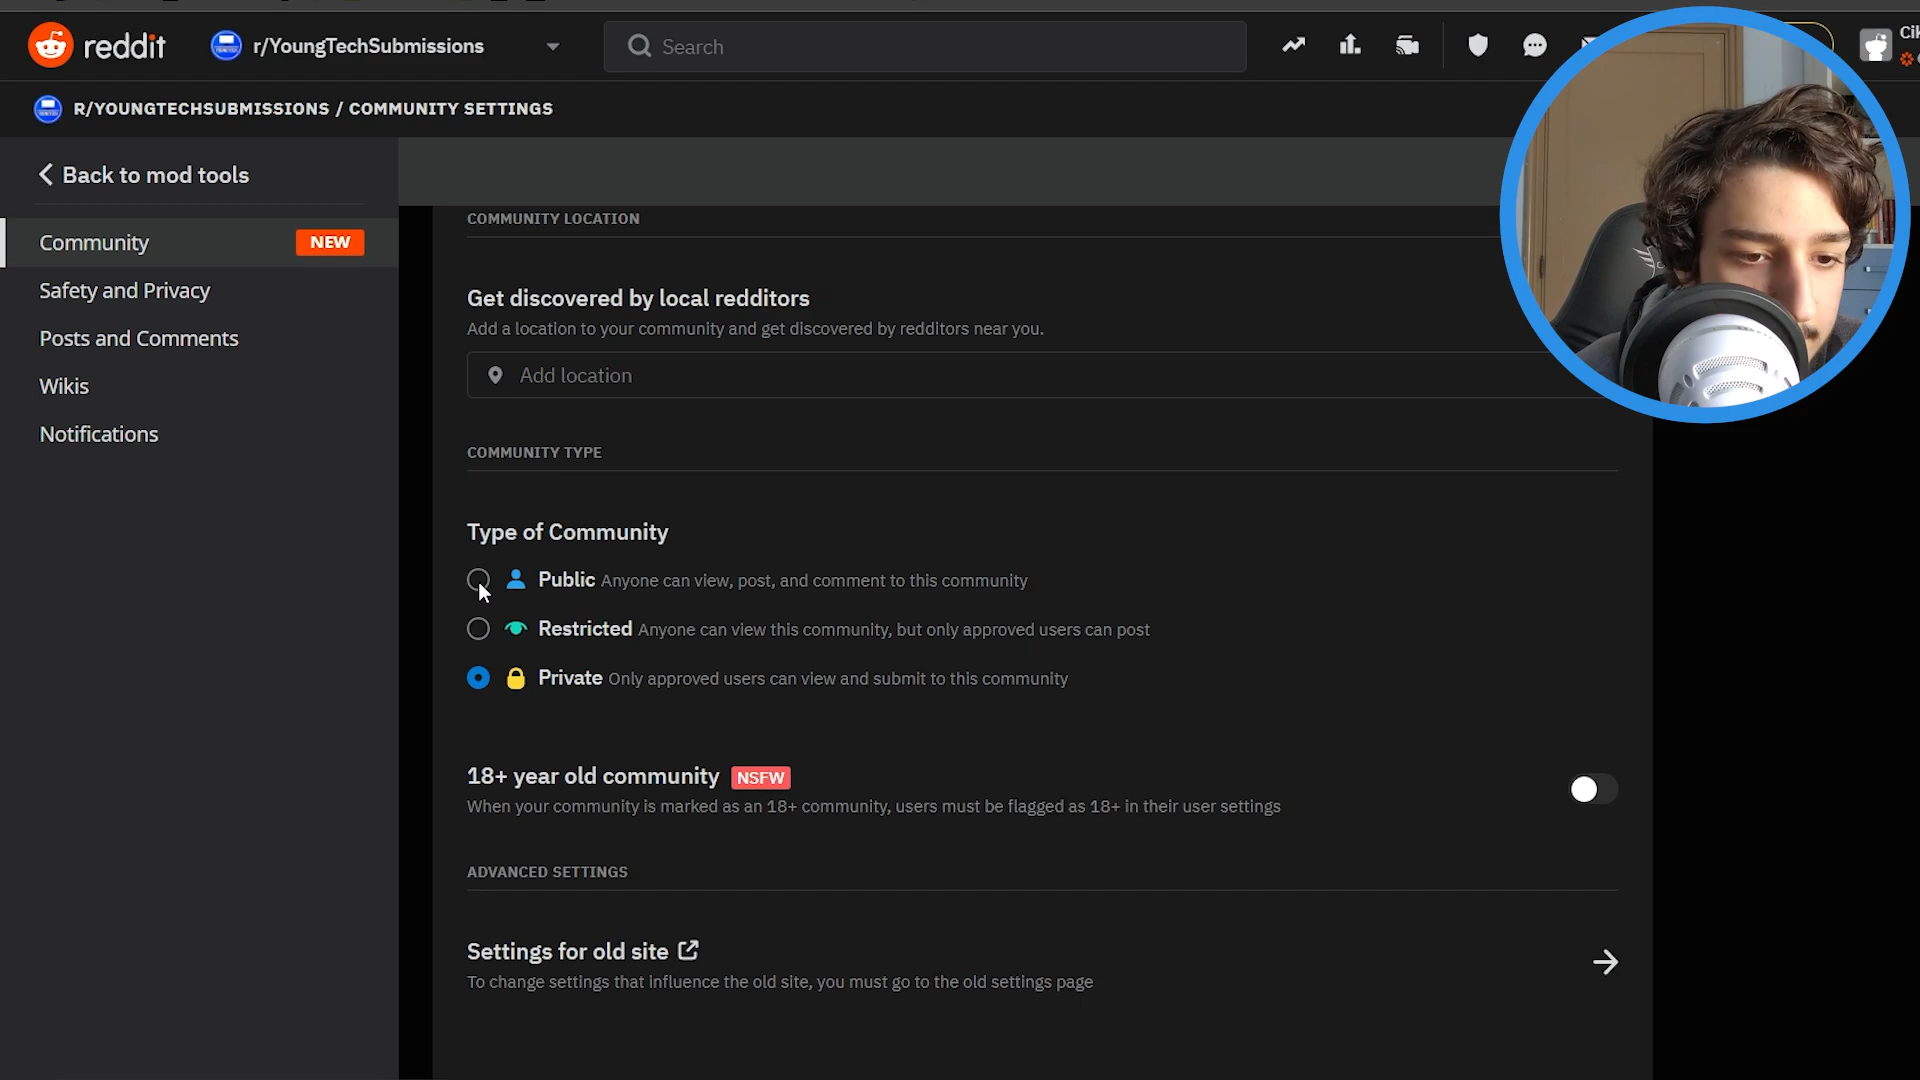 reddit
r/YoungTechSubmissions
Search
R/YOUNGTECHSUBMISSIONS / COMMUNITY SETTINGS
Back to mod tools
Community
NEW
Safety and Privacy
Posts and Comments
Wikis
Notifications
COMMUNITY LOCATION
Get discovered by local redditors
Add a location to your community and get discovered by redditors near you.
Add location
COMMUNITY TYPE
Type of Community
Public Anyone can view, post, and comment to this community
Restricted Anyone can view this community, but only approved users can post
Private Only approved users can view and submit to this community
18+ year old community NSFW
When your community is marked as an 18+ community, users must be flagged as 18+ in their user settings
ADVANCED SETTINGS
Settings for old site
To change settings that influence the old site, you must go to the old settings page